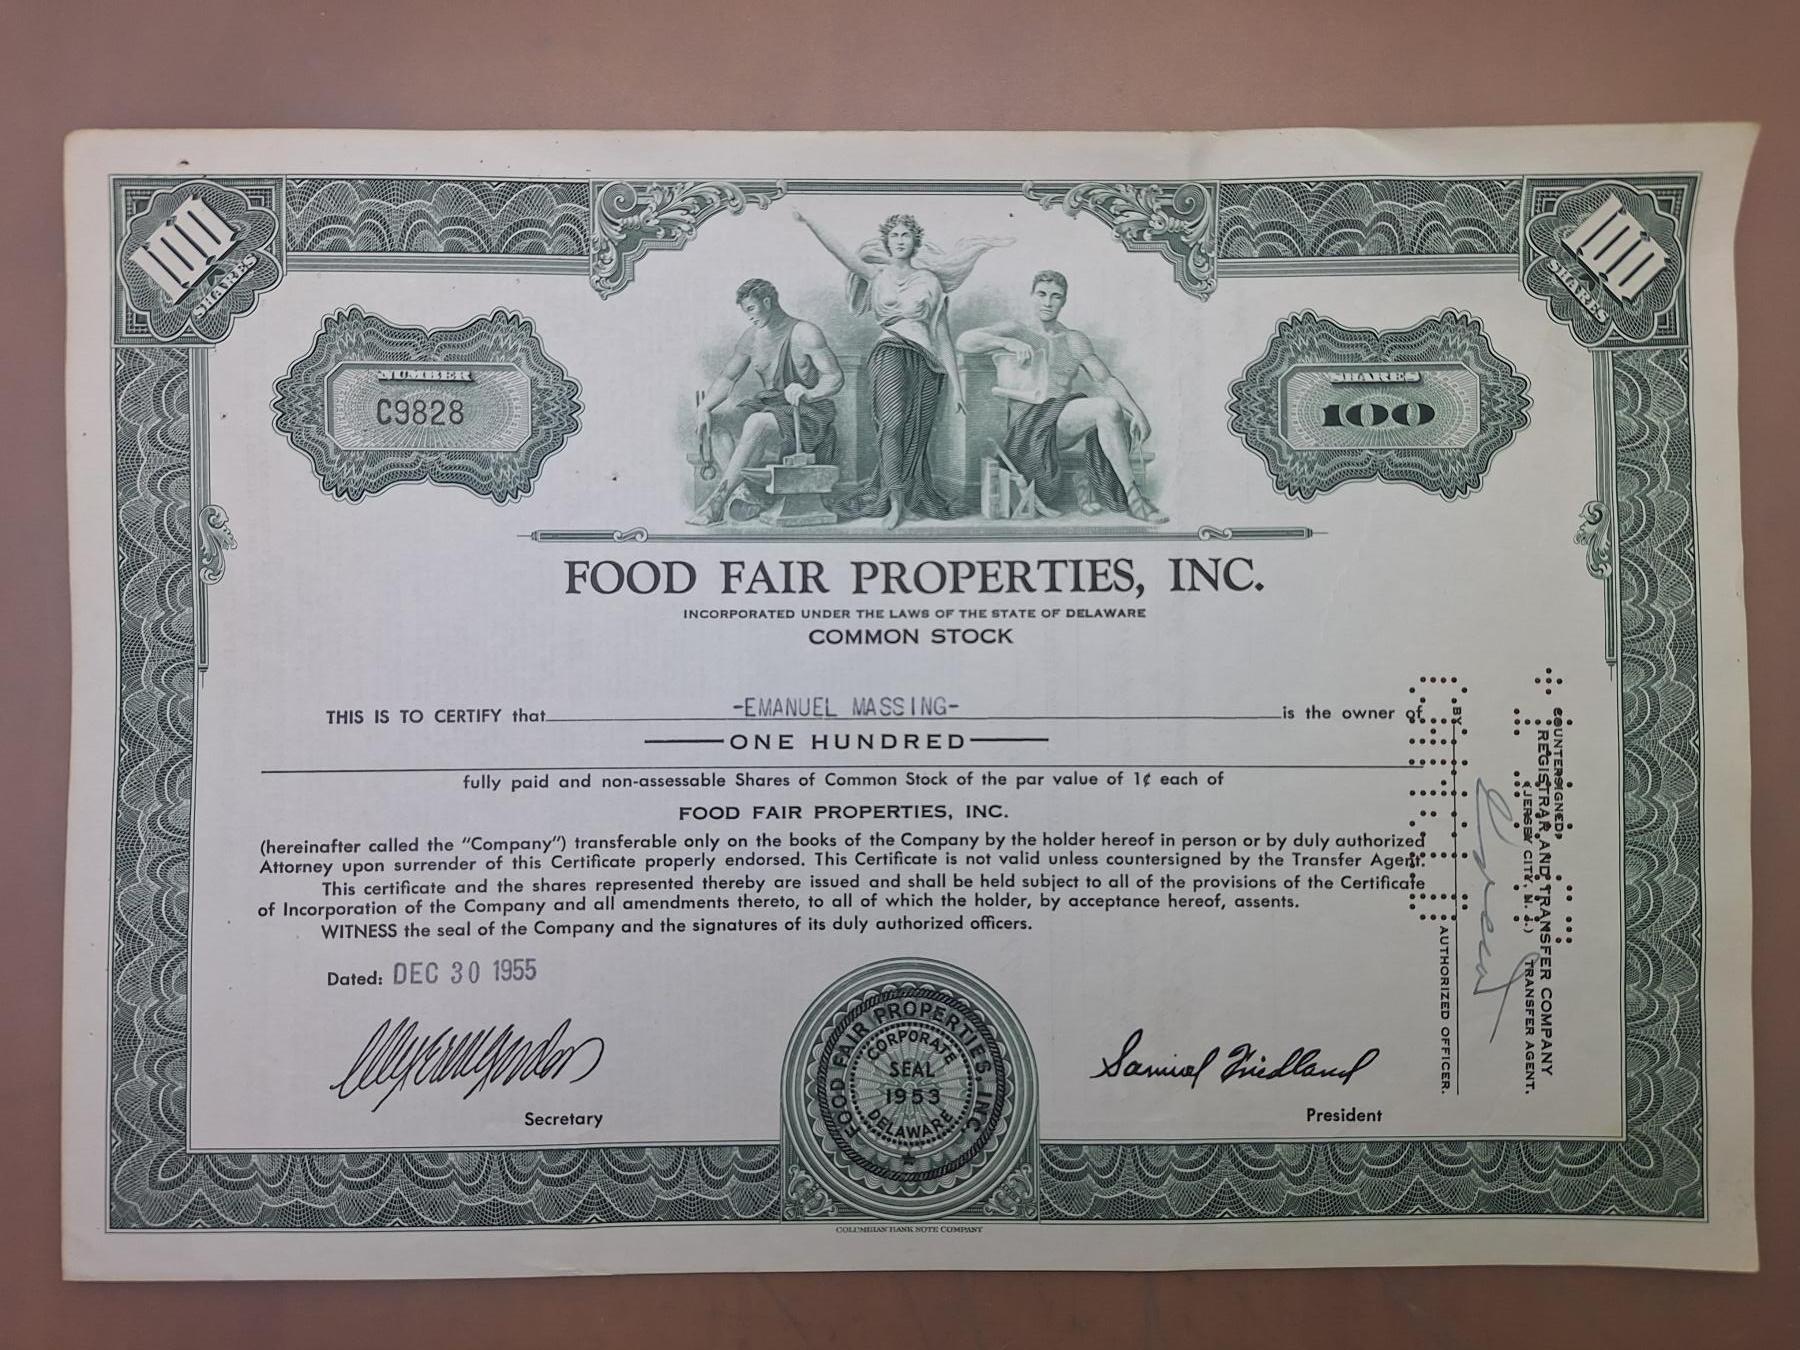 100
SHARES
100
SHARES
NUMBER
C9828
SHARES
100
FOOD FAIR PROPERTIES, INC.
INCORPORATED UNDER THE LAWS OF THE STATE OF DELAWARE
COMMON STOCK
THIS IS TO CERTIFY that -EMANUEL MASSING- is the owner of
ONE HUNDRED
fully paid and non-assessable Shares of Common Stock of the par value of 1¢ each of
FOOD FAIR PROPERTIES, INC.
(hereinafter called the “Company”) transferable only on the books of the Company by the holder hereof in person or by duly authorized
Attorney upon surrender of this Certificate properly endorsed. This Certificate is not valid unless countersigned by the Transfer Agent.
This certificate and the shares represented thereby are issued and shall be held subject to all of the provisions of the Certificate
of Incorporation of the Company and all amendments thereto, to all of which the holder, by acceptance hereof, assents.
WITNESS the seal of the Company and the signatures of its duly authorized officers.
Dated: DEC 30 1955
Secretary
FOOD FAIR PROPERTIES, INC.
CORPORATE
SEAL
1953
DELAWARE
Samuel Friedland
President
COUNTERSIGNED:
REGISTRAR AND TRANSFER COMPANY
(JERSEY CITY, N. J.) TRANSFER AGENT.
BY
AUTHORIZED OFFICER.
COLUMBIAN BANK NOTE COMPANY